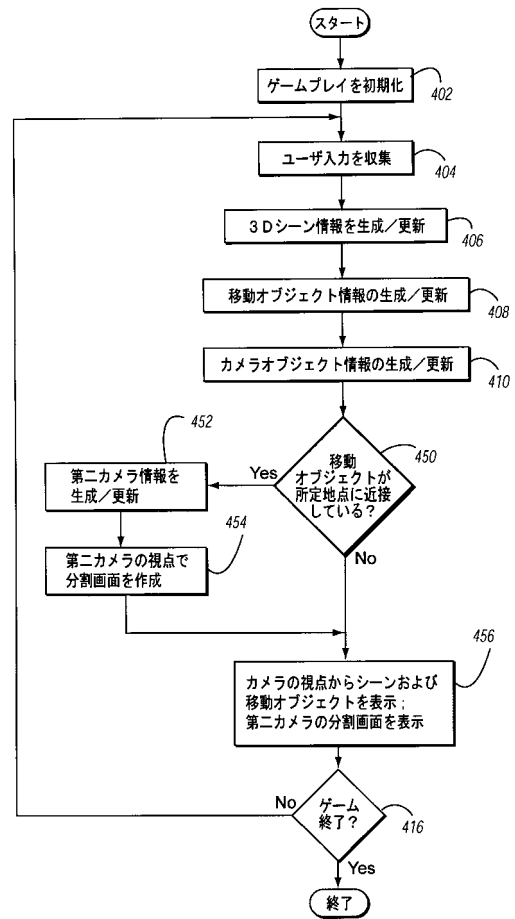 スタート
ゲームプレイを初期化
402
ユーザ入力を収集
404
3Dシーン情報を生成／更新
406
移動オブジェクト情報の生成／更新
408
カメラオブジェクト情報の生成／更新
410
移動
オブジェクトが
所定地点に近接
している？
450
Yes
No
第二カメラ情報を
生成／更新
452
第二カメラの視点で
分割画面を作成
454
カメラの視点からシーンおよび
移動オブジェクトを表示；
第二カメラの分割画面を表示
456
ゲーム
終了？
416
No
Yes
終了